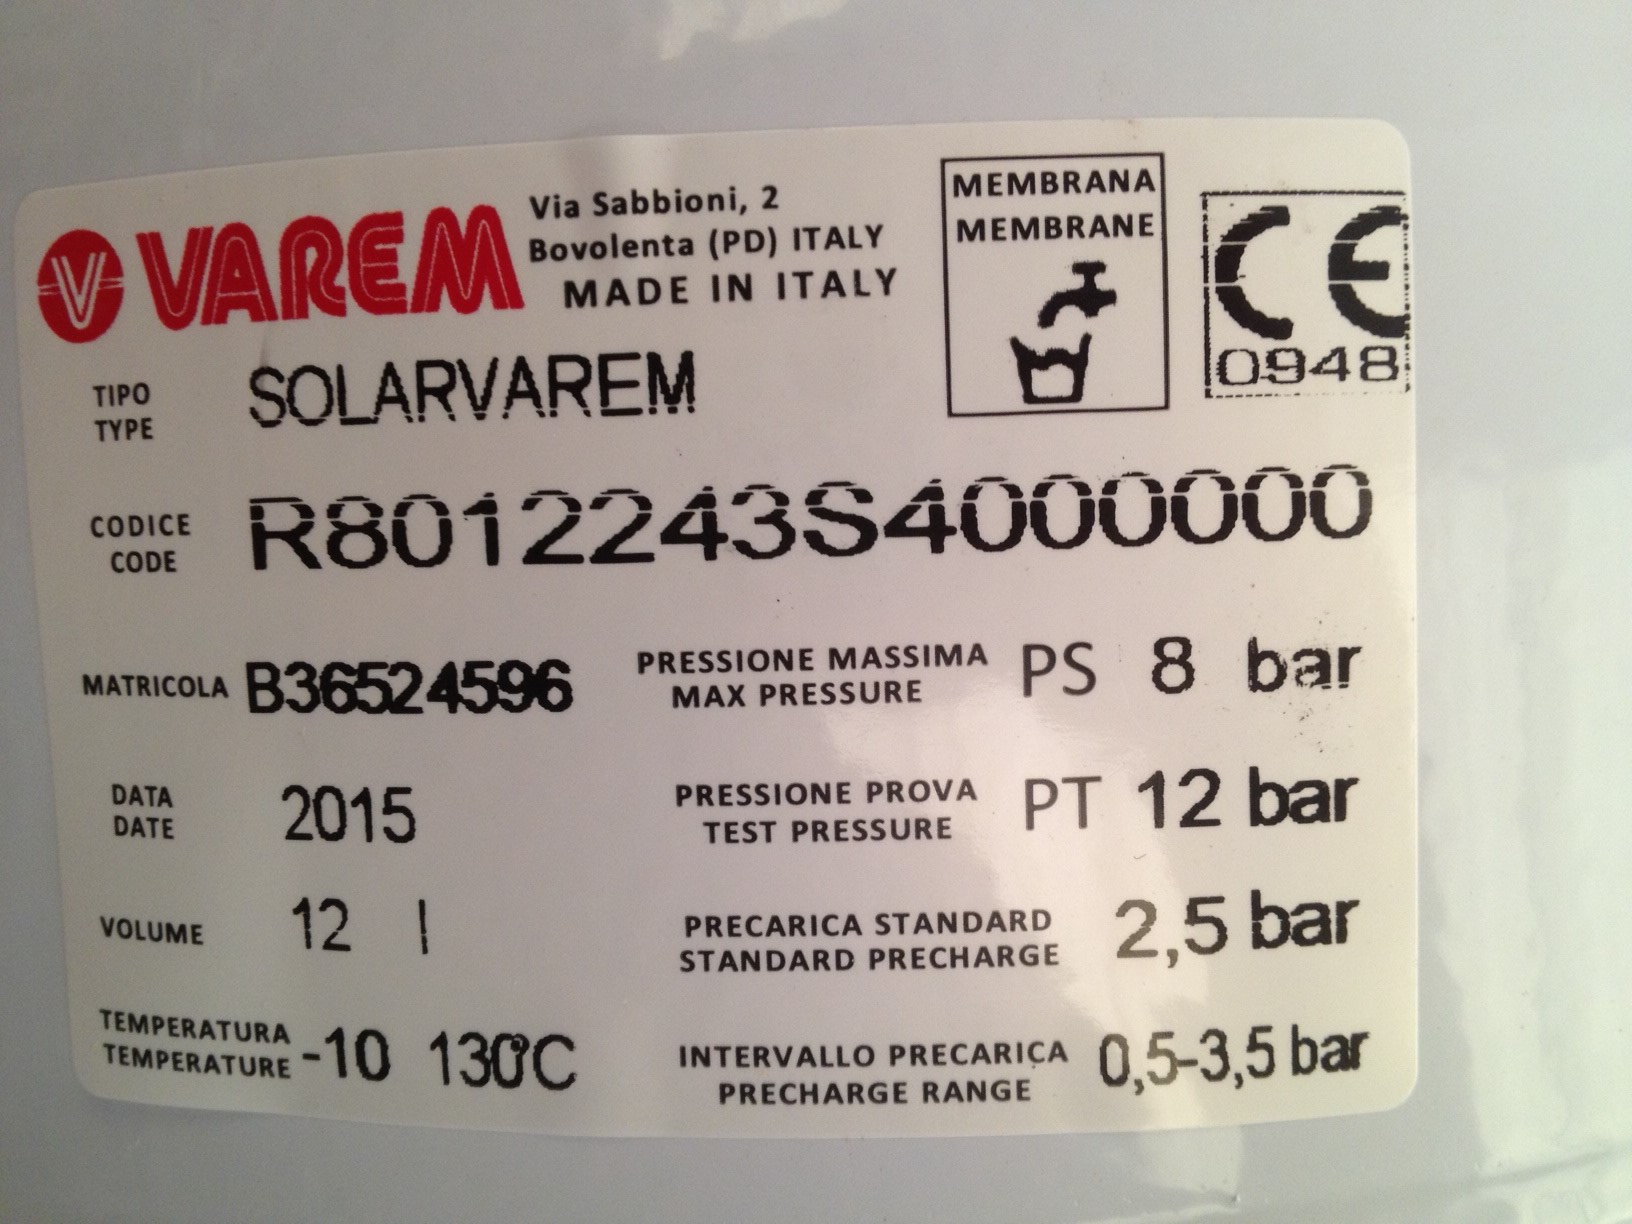 V VAREM
Via Sabbioni, 2
Bovolenta (PD) ITALY
MADE IN ITALY
MEMBRANA
MEMBRANE
CE
0948
TIPO
TYPE
SOLARVAREM
CODICE
CODE
R8012243S4000000
MATRICOLA B36524596
PRESSIONE MASSIMA
MAX PRESSURE
PS 8 bar
DATA
DATE
2015
PRESSIONE PROVA
TEST PRESSURE
PT 12 bar
VOLUME 12 l
PRECARICA STANDARD
STANDARD PRECHARGE
2,5 bar
TEMPERATURA
TEMPERATURE
-10 130°C
INTERVALLO PRECARICA
PRECHARGE RANGE
0,5-3,5 bar